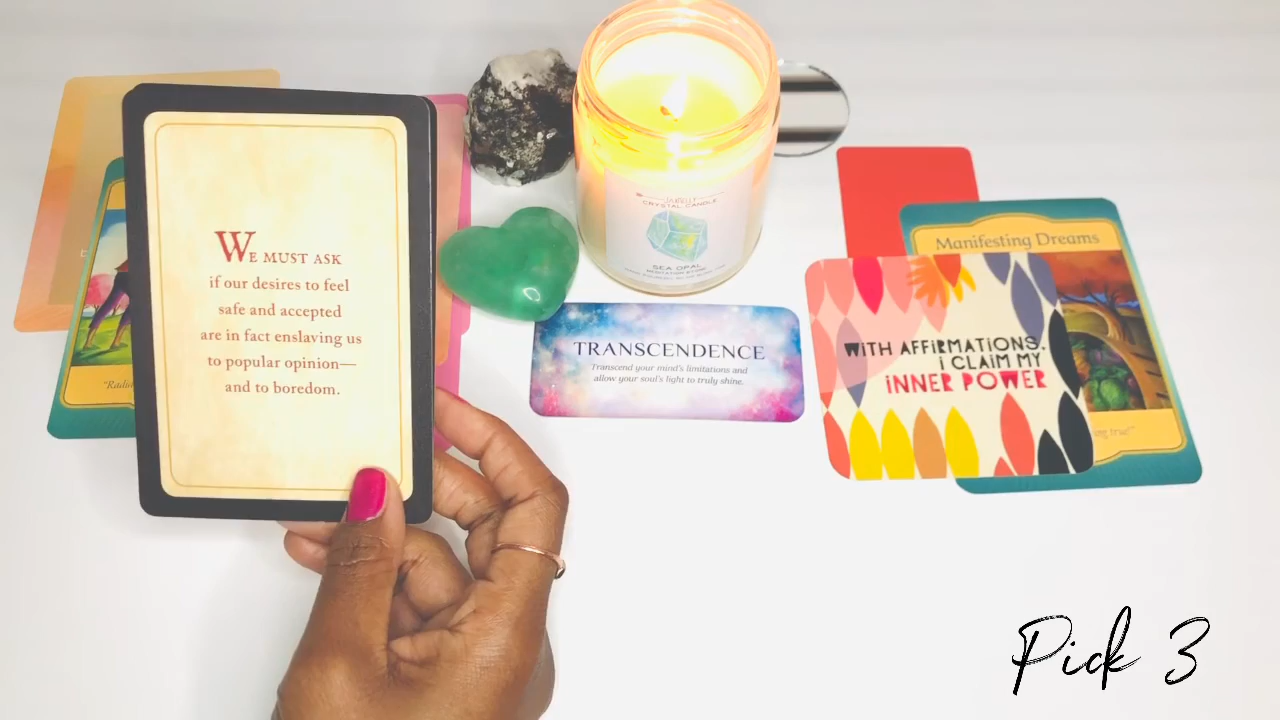 WE MUST ASK
if our desires to feel
safe and accepted
are in fact enslaving us
to popular opinion—
and to boredom.
CRYSTAL CANDLE
SEA OPAL
TRANSCENDENCE
Transcend your mind's limitations and
allow your soul's light to truly shine.
Manifesting Dreams
WITH AFFIRMATIONS,
I CLAIM MY
INNER POWER
true!"
Pick 3